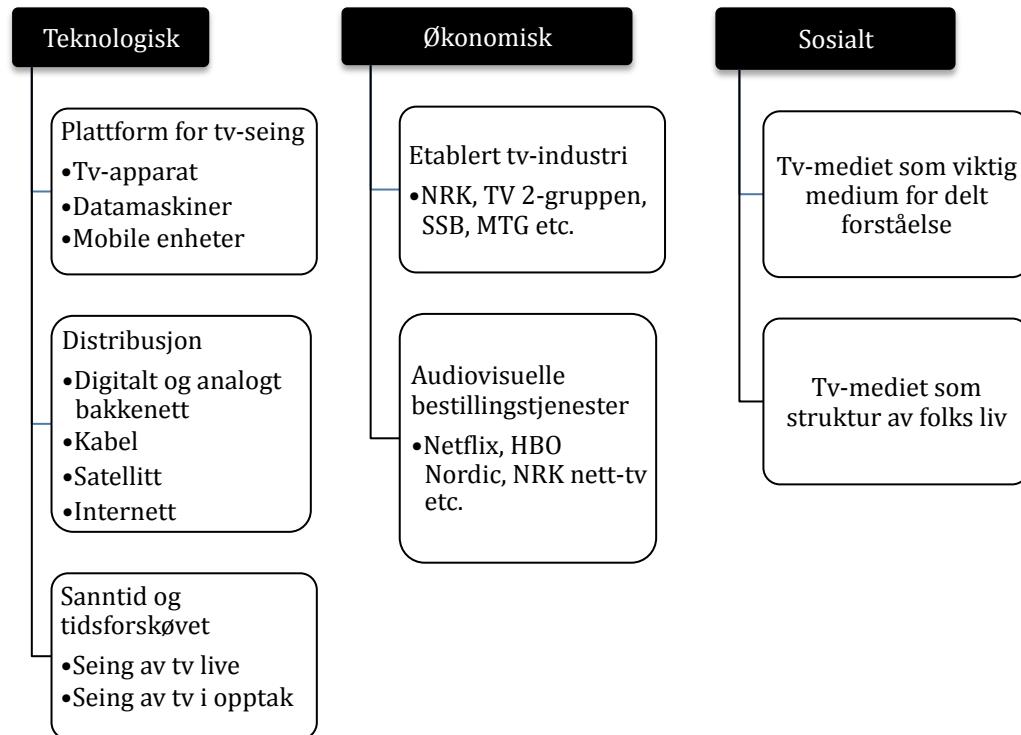 Teknologisk
Plattform for tv-seing
•Tv-apparat
•Datamaskiner
•Mobile enheter
Distribusjon
•Digitalt og analogt
bakkenett
•Kabel
•Satellitt
•Internett
Sanntid og
tidsforskøvet
•Seing av tv live
•Seing av tv i opptak
Økonomisk
Etablert tv-industri
•NRK, TV 2-gruppen,
SSB, MTG etc.
Audiovisuelle
bestillingstjenester
•Netflix, HBO
Nordic, NRK nett-tv
etc.
Sosialt
Tv-mediet som viktig
medium for delt
forståelse
Tv-mediet som
struktur av folks liv